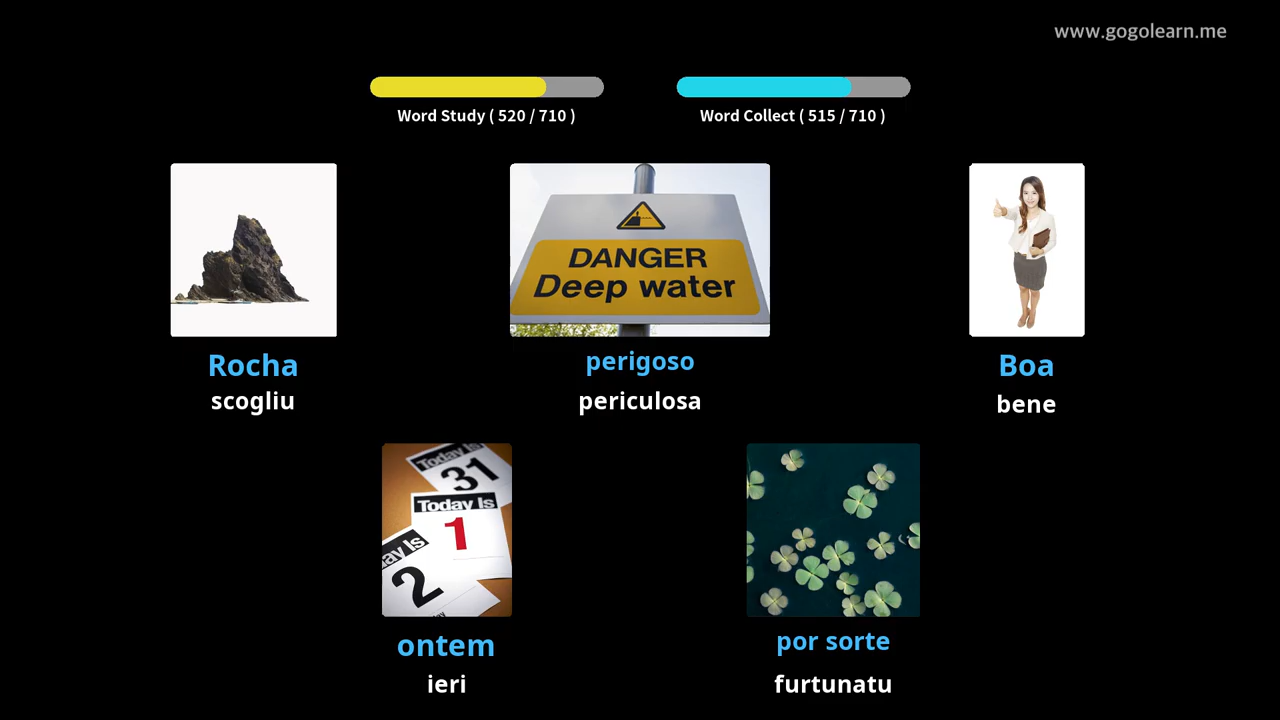 www.gogolearn.me
Word Study ( 520 / 710 )
Word Collect ( 515 / 710 )
DANGER
Deep water
Rocha
scogliu
perigoso
periculosa
Boa
bene
Today Is
31
Today Is
1
ay Is
2
ontem
ieri
por sorte
furtunatu